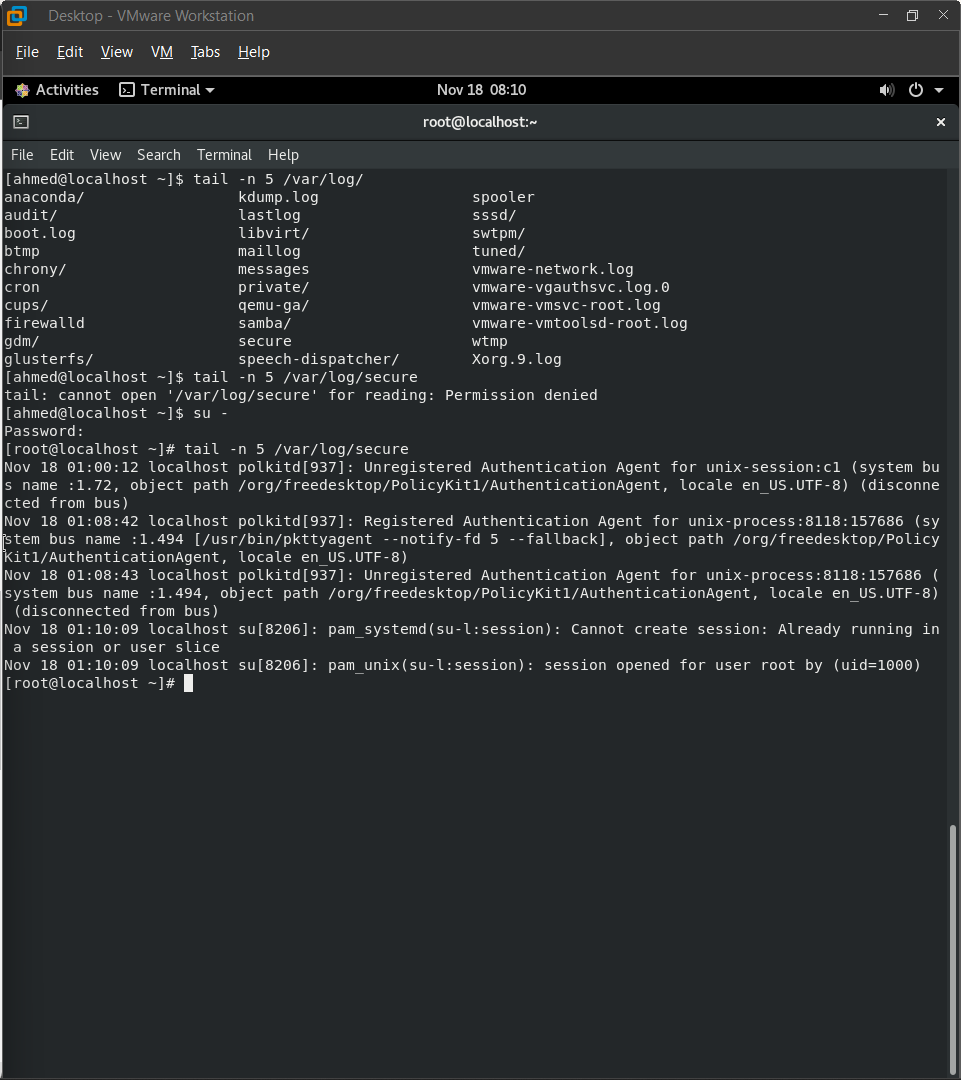 Desktop - VMware Workstation
File Edit View VM Tabs Help
Activities Terminal Nov 18 08:10
root@localhost:~
File Edit View Search Terminal Help
[ahmed@localhost ~]$ tail -n 5 /var/log/
anaconda/ kdump.log spooler
audit/ lastlog sssd/
boot.log libvirt/ swtpm/
btmp maillog tuned/
chrony/ messages vmware-network.log
cron private/ vmware-vgauthsvc.log.0
cups/ qemu-ga/ vmware-vmsvc-root.log
firewalld samba/ vmware-vmtoolsd-root.log
gdm/ secure wtmp
glusterfs/ speech-dispatcher/ Xorg.9.log
[ahmed@localhost ~]$ tail -n 5 /var/log/secure
tail: cannot open '/var/log/secure' for reading: Permission denied
[ahmed@localhost ~]$ su -
Password:
[root@localhost ~]# tail -n 5 /var/log/secure
Nov 18 01:00:12 localhost polkitd[937]: Unregistered Authentication Agent for unix-session:c1 (system bu
s name :1.72, object path /org/freedesktop/PolicyKit1/AuthenticationAgent, locale en_US.UTF-8) (disconne
cted from bus)
Nov 18 01:08:42 localhost polkitd[937]: Registered Authentication Agent for unix-process:8118:157686 (sy
stem bus name :1.494 [/usr/bin/pkttyagent --notify-fd 5 --fallback], object path /org/freedesktop/Policy
Kit1/AuthenticationAgent, locale en_US.UTF-8)
Nov 18 01:08:43 localhost polkitd[937]: Unregistered Authentication Agent for unix-process:8118:157686 (
system bus name :1.494, object path /org/freedesktop/PolicyKit1/AuthenticationAgent, locale en_US.UTF-8)
 (disconnected from bus)
Nov 18 01:10:09 localhost su[8206]: pam_systemd(su-l:session): Cannot create session: Already running in
 a session or user slice
Nov 18 01:10:09 localhost su[8206]: pam_unix(su-l:session): session opened for user root by (uid=1000)
[root@localhost ~]#